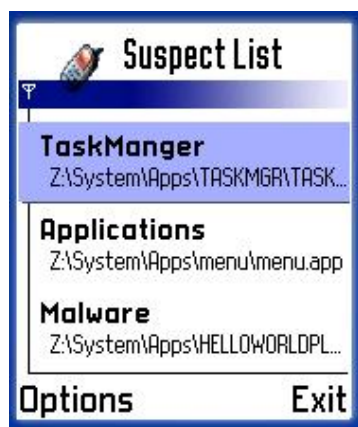 Suspect List
TaskManger
Z:\System\Apps\TASKMGR\TASK...
Applications
Z:\System\Apps\menu\menu.app
Malware
Z:\System\Apps\HELLOWORLDPL...
Options Exit